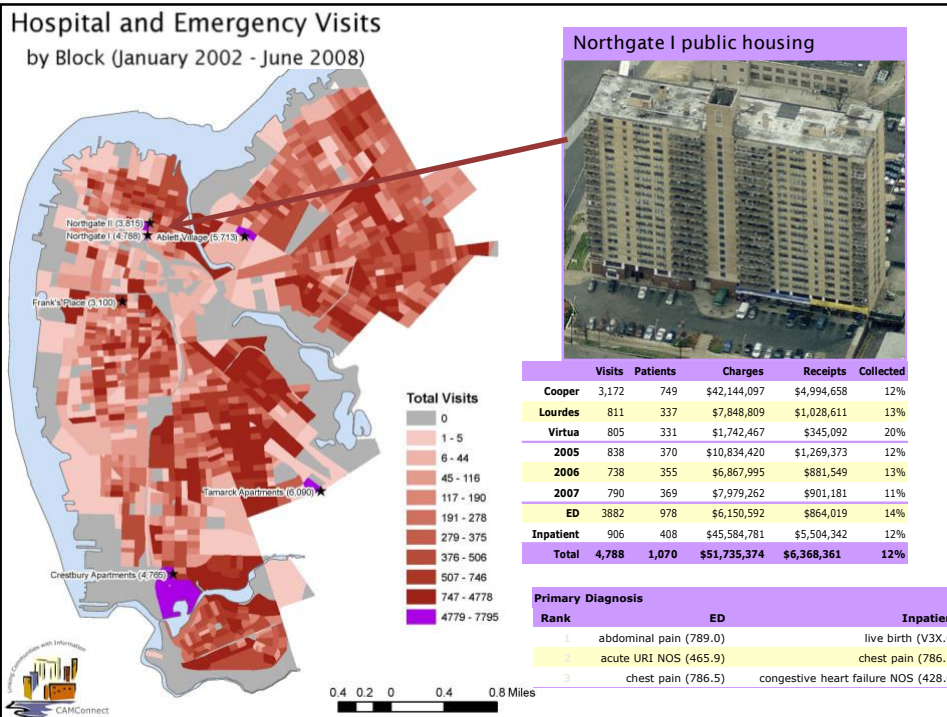 Hospital and Emergency Visits
by Block (January 2002 - June 2008)
Northgate II (3,815)
Northgate I (4,788)
Ablett Village (5,713)
Frank's Place (3,100)
Tamarck Apartments (6,090)
Crestbury Apartments (4,765)
Total Visits
0
1 - 5
6 - 44
45 - 116
117 - 190
191 - 278
279 - 375
376 - 506
507 - 746
747 - 4778
4779 - 7795
0.4 0.2 0 0.4 0.8 Miles
Linking Communities with Information
CAMConnect
Northgate I public housing
Visits Patients Charges Receipts Collected
Cooper 3,172 749 $42,144,097 $4,994,658 12%
Lourdes 811 337 $7,848,809 $1,028,611 13%
Virtua 805 331 $1,742,467 $345,092 20%
2005 838 370 $10,834,420 $1,269,373 12%
2006 738 355 $6,867,995 $881,549 13%
2007 790 369 $7,979,262 $901,181 11%
ED 3882 978 $6,150,592 $864,019 14%
Inpatient 906 408 $45,584,781 $5,504,342 12%
Total 4,788 1,070 $51,735,374 $6,368,361 12%
Primary Diagnosis
Rank ED Inpatien
1 abdominal pain (789.0) live birth (V3X.
2 acute URI NOS (465.9) chest pain (786.
3 chest pain (786.5) congestive heart failure NOS (428.